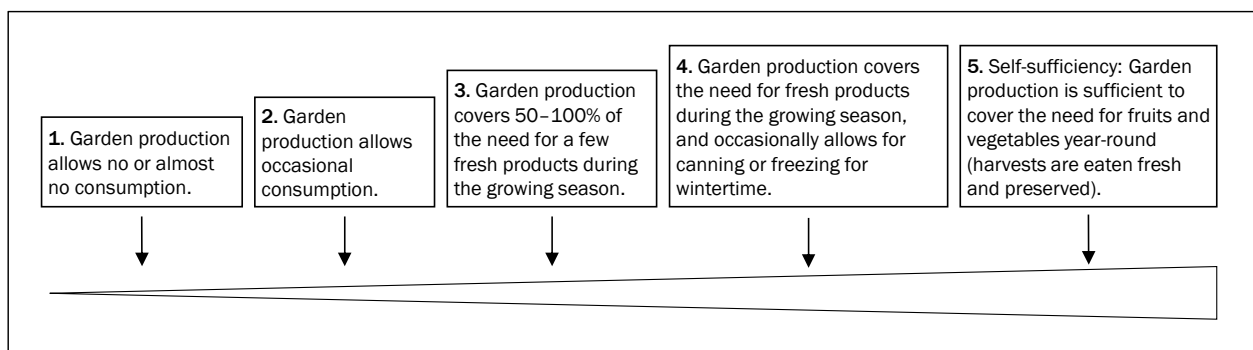 1. Garden production
allows no or almost
no consumption.
2. Garden
production allows
occasional
consumption.
3. Garden production
covers 50–100% of
the need for a few
fresh products during
the growing season.
4. Garden production covers
the need for fresh products
during the growing season,
and occasionally allows for
canning or freezing for
wintertime.
5. Self-sufficiency: Garden
production is sufficient to
cover the need for fruits and
vegetables year-round
(harvests are eaten fresh
and preserved).